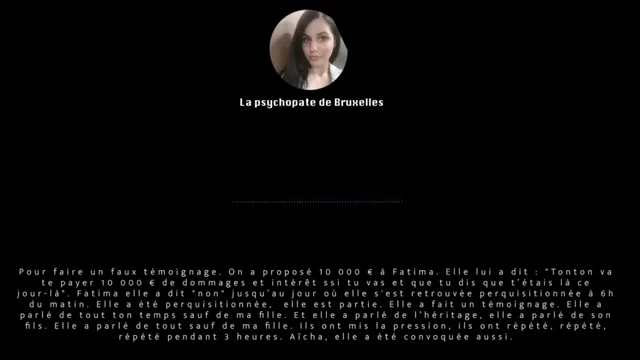 La psychopate de Bruxelles
Pour faire un faux témoignage. On a proposé 10 000 € à Fatima. Elle lui a dit : "Tonton va
te payer 10 000 € de dommages et intérêt ssi tu vas et que tu dis que t'étais là ce
jour-là". Fatima elle a dit "non" jusqu'au jour où elle s'est retrouvée perquisitionnée à 6h
du matin. Elle a été perquisitionnée, elle est partie. Elle a fait un témoignage. Elle a
parlé de tout ton temps sauf de ma fille. Et elle a parlé de l'héritage, elle a parlé de son
fils. Elle a parlé de tout sauf de ma fille. Ils ont mis la pression, ils ont répété, répété,
répété pendant 3 heures. Aïcha, elle a été convoquée aussi.